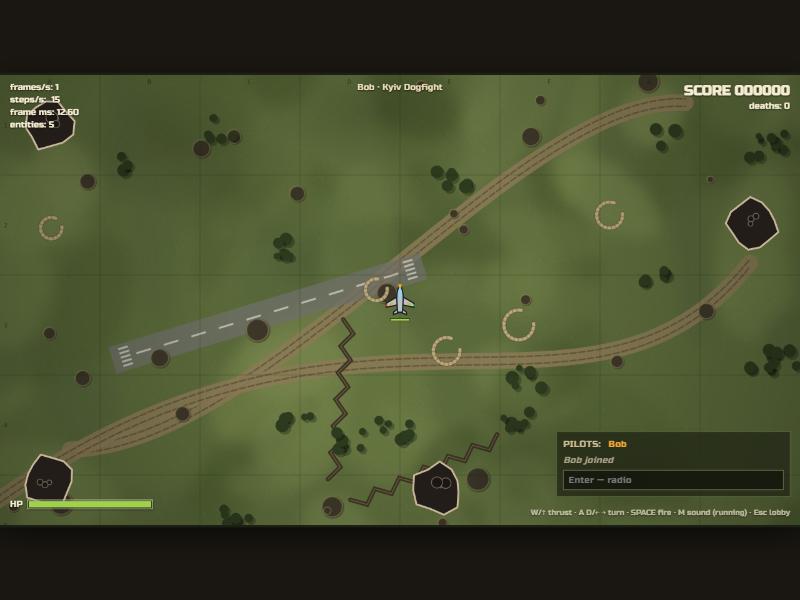 frames/s: 1
steps/s: 15
frame ms: 12.60
entities: 5
Bob · Kyiv Dogfight
SCORE 000000
deaths: 0
PILOTS: Bob
Bob joined
Enter — radio
HP
W/↑ thrust · A D/← → turn · SPACE fire · M sound (running) · Esc lobby